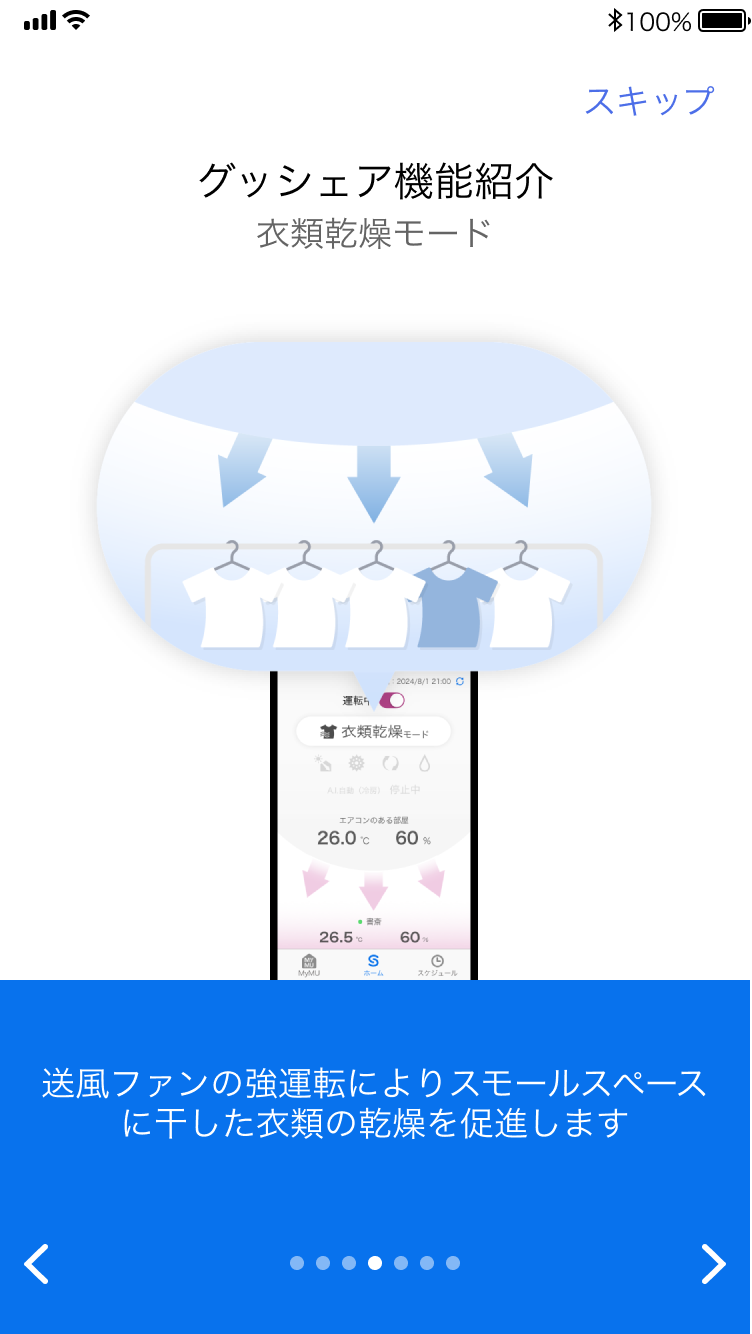 100%
スキップ
グッシェア機能紹介
衣類乾燥モード
2024/8/1 21:00
運転中
衣類乾燥モード
停止中
エアコンのある部屋
26.0 ℃ 60 %
書斎
26.5 ℃ 60 %
MY
MU
MyMU ホーム スケジュール
送風ファンの強運転によりスモールスペース
に干した衣類の乾燥を促進します